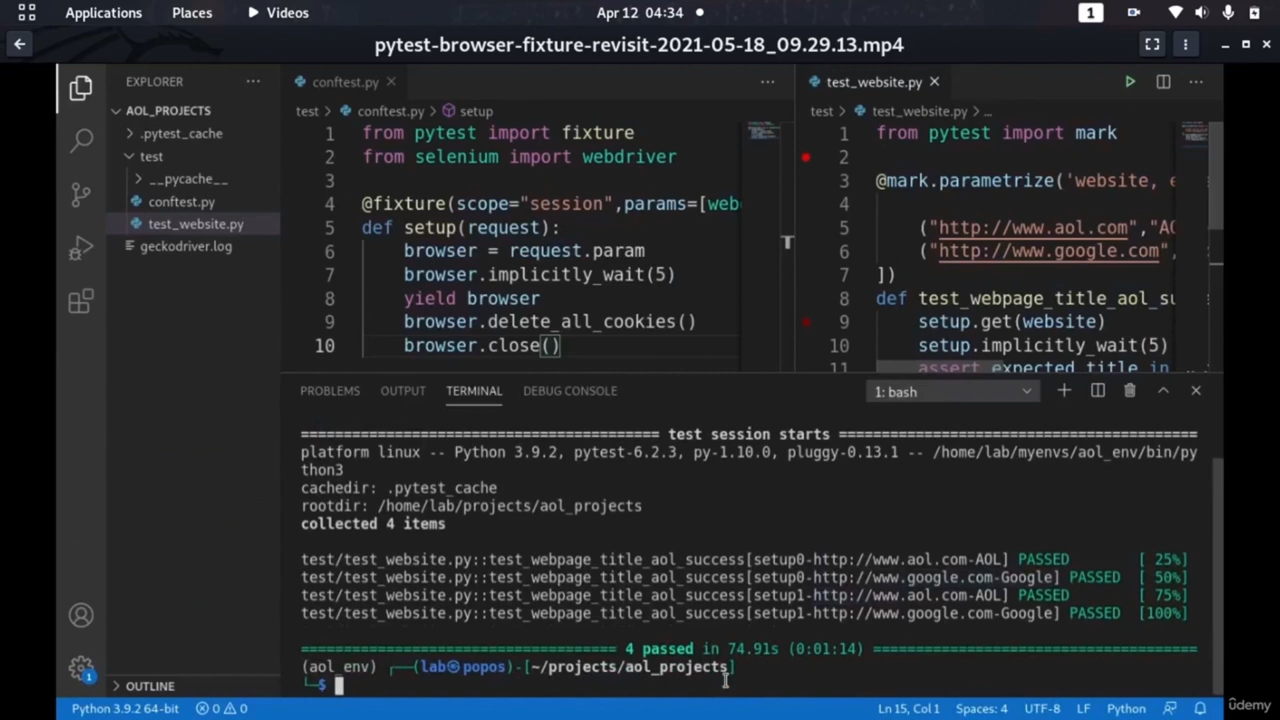 Applications Places Videos Apr 12 04:34 1
pytest-browser-fixture-revisit-2021-05-18_09.29.13.mp4
EXPLORER
AOL_PROJECTS
.pytest_cache
test
__pycache__
conftest.py
test_website.py
geckodriver.log
OUTLINE
conftest.py
test conftest.py setup
1 from pytest import fixture
2 from selenium import webdriver
3
4 @fixture(scope="session",params=[web
5 def setup(request):
6 browser = request.param
7 browser.implicitly_wait(5)
8 yield browser
9 browser.delete_all_cookies()
10 browser.close()
test_website.py
test test_website.py ...
1 from pytest import mark
2
3 @mark.parametrize('website, e
4
5 ("http://www.aol.com","AO
6 ("http://www.google.com",
7 ])
8 def test_webpage_title_aol_su
9 setup.get(website)
10 setup.implicitly_wait(5)
11 assert expected_title in
PROBLEMS OUTPUT TERMINAL DEBUG CONSOLE 1: bash
test session starts
platform linux -- Python 3.9.2, pytest-6.2.3, py-1.10.0, pluggy-0.13.1 -- /home/lab/myenvs/aol_env/bin/py
thon3
cachedir: .pytest_cache
rootdir: /home/lab/projects/aol_projects
collected 4 items
test/test_website.py::test_webpage_title_aol_success[setup0-http://www.aol.com-AOL] PASSED [ 25%]
test/test_website.py::test_webpage_title_aol_success[setup0-http://www.google.com-Google] PASSED [ 50%]
test/test_website.py::test_webpage_title_aol_success[setup1-http://www.aol.com-AOL] PASSED [ 75%]
test/test_website.py::test_webpage_title_aol_success[setup1-http://www.google.com-Google] PASSED [100%]
4 passed in 74.91s (0:01:14)
(aol_env) ┌──(lab㉿popos)-[~/projects/aol_projects]
└─$
1
Python 3.9.2 64-bit 0 0 Ln 15, Col 1 Spaces: 4 UTF-8 LF Python
udemy